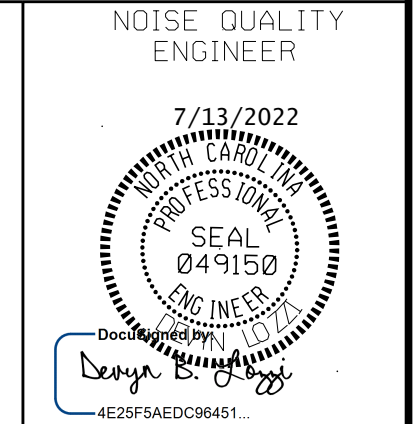 NOISE QUALITY
ENGINEER
7/13/2022
NORTH CAROLINA
PROFESSIONAL
SEAL
049150
ENGINEER
DEVYN LOZZI
DocuSigned by:
Devyn B. Lozzi
4E25F5AEDC96451...